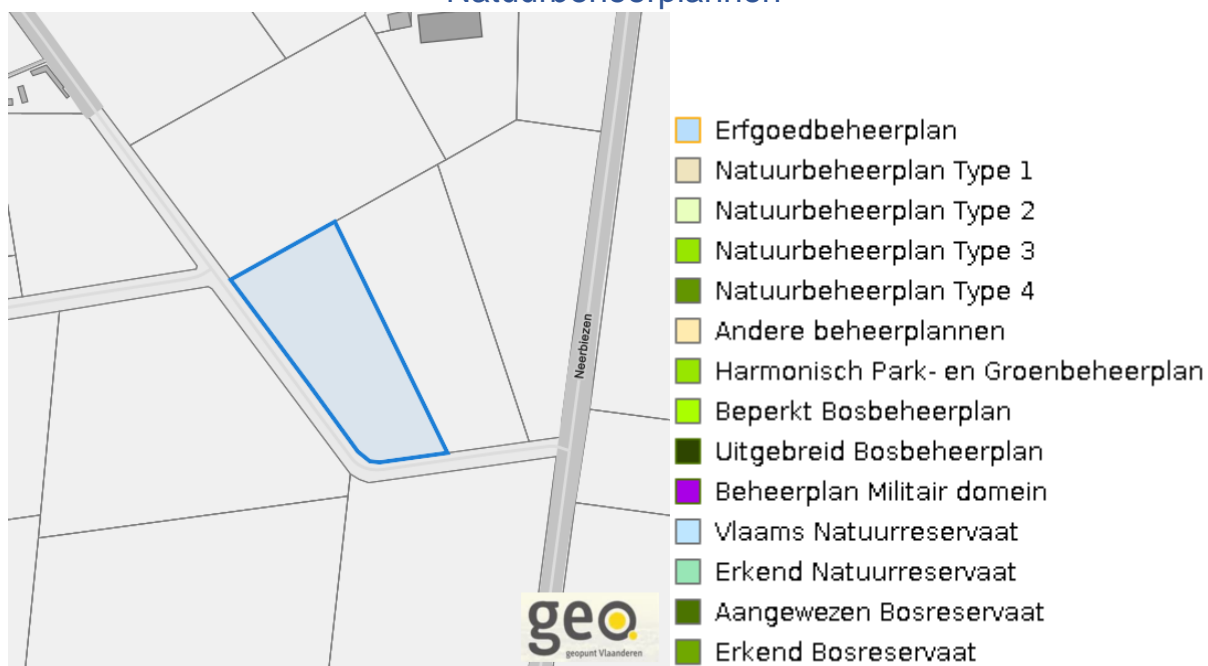 Natuurbeheerplannen
Erfgoedbeheerplan
Natuurbeheerplan Type 1
Natuurbeheerplan Type 2
Natuurbeheerplan Type 3
Natuurbeheerplan Type 4
Andere beheerplannen
Harmonisch Park- en Groenbeheerplan
Beperkt Bosbeheerplan
Uitgebreid Bosbeheerplan
Beheerplan Militair domein
Vlaams Natuurreservaat
Erkend Natuurreservaat
Aangewezen Bosreservaat
Erkend Bosreservaat
Neerbiezen
geo
geopunt Vlaanderen